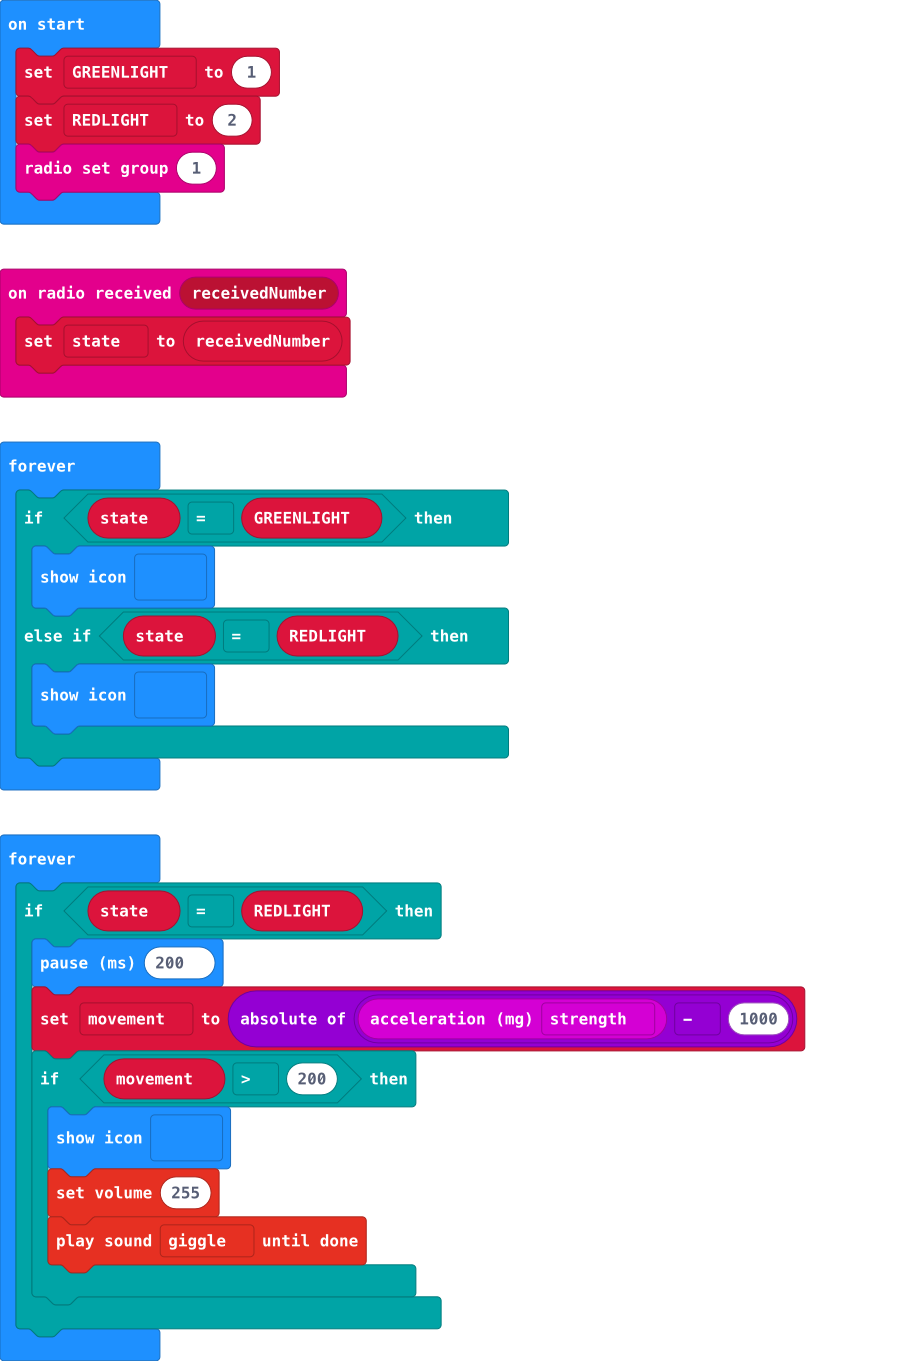 on start
set GREENLIGHT to 1
set REDLIGHT to 2
radio set group 1
on radio received receivedNumber
set state to receivedNumber
forever
if state = GREENLIGHT then
show icon
else if state = REDLIGHT then
show icon
forever
if state = REDLIGHT then
pause (ms) 200
set movement to absolute of acceleration (mg) strength - 1000
if movement > 200 then
show icon
set volume 255
play sound giggle until done